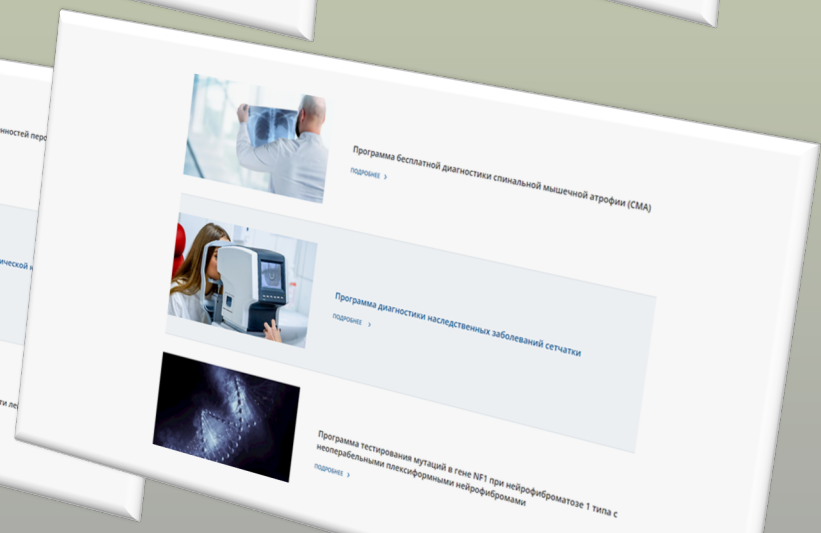 Программа бесплатной диагностики спинальной мышечной атрофии (СМА)
ПОДРОБНЕЕ >
Программа диагностики наследственных заболеваний сетчатки
ПОДРОБНЕЕ >
Программа тестирования мутаций в гене NF1 при нейрофиброматозе 1 типа с
неоперабельными плексиформными нейрофибромами
ПОДРОБНЕЕ >